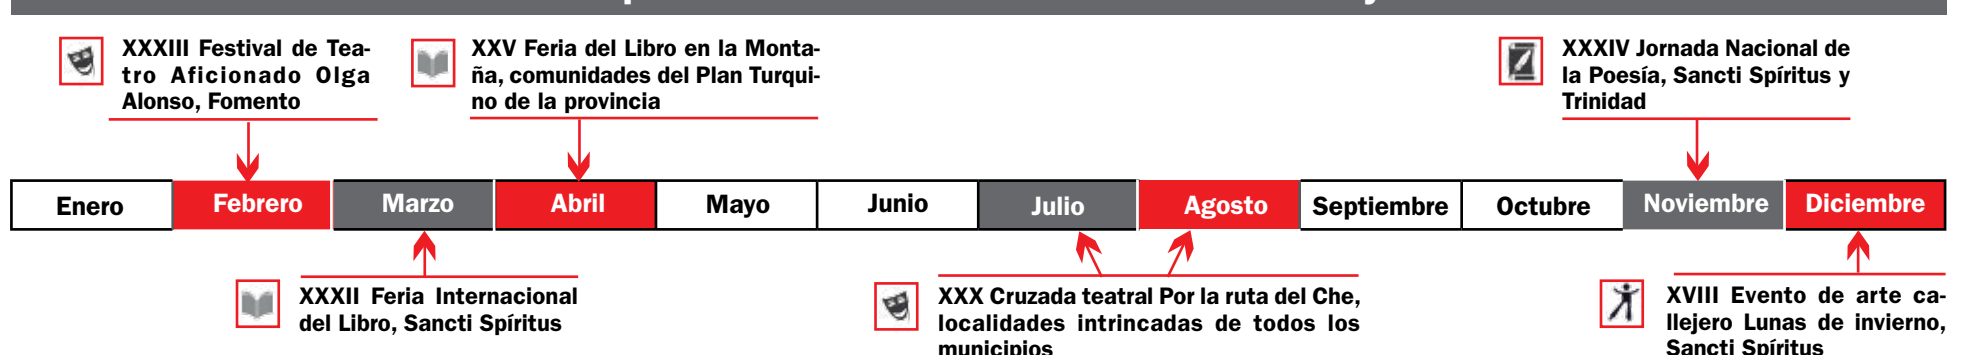 XXXIII Festival de Tea-
tro Aficionado Olga
Alonso, Fomento
XXV Feria del Libro en la Monta-
ña, comunidades del Plan Turqui-
no de la provincia
XXXIV Jornada Nacional de
la Poesía, Sancti Spíritus y
Trinidad
Enero Febrero Marzo Abril Mayo Junio Julio Agosto Septiembre Octubre Noviembre Diciembre
XXXII Feria Internacional
del Libro, Sancti Spíritus
XXX Cruzada teatral Por la ruta del Che,
localidades intrincadas de todos los
municipios
XVIII Evento de arte ca-
llejero Lunas de invierno,
Sancti Spíritus